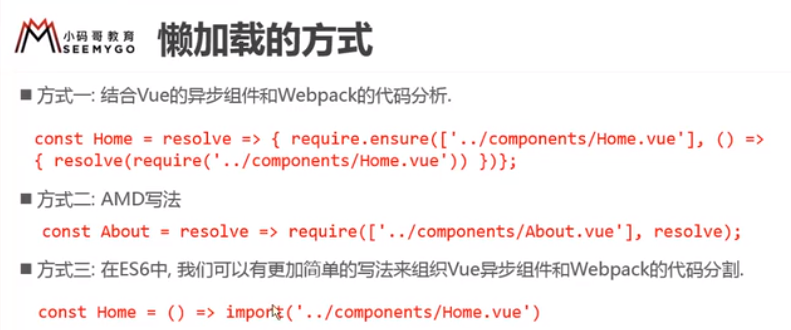 小码哥教育
SEEMYGO
懒加载的方式
方式一: 结合Vue的异步组件和Webpack的代码分析.
const Home = resolve => { require.ensure(['../components/Home.vue'], () =>
{ resolve(require('../components/Home.vue')) })};
方式二: AMD写法
const About = resolve => require(['../components/About.vue'], resolve);
方式三: 在ES6中, 我们可以有更加简单的写法来组织Vue异步组件和Webpack的代码分割.
const Home = () => import('../components/Home.vue')